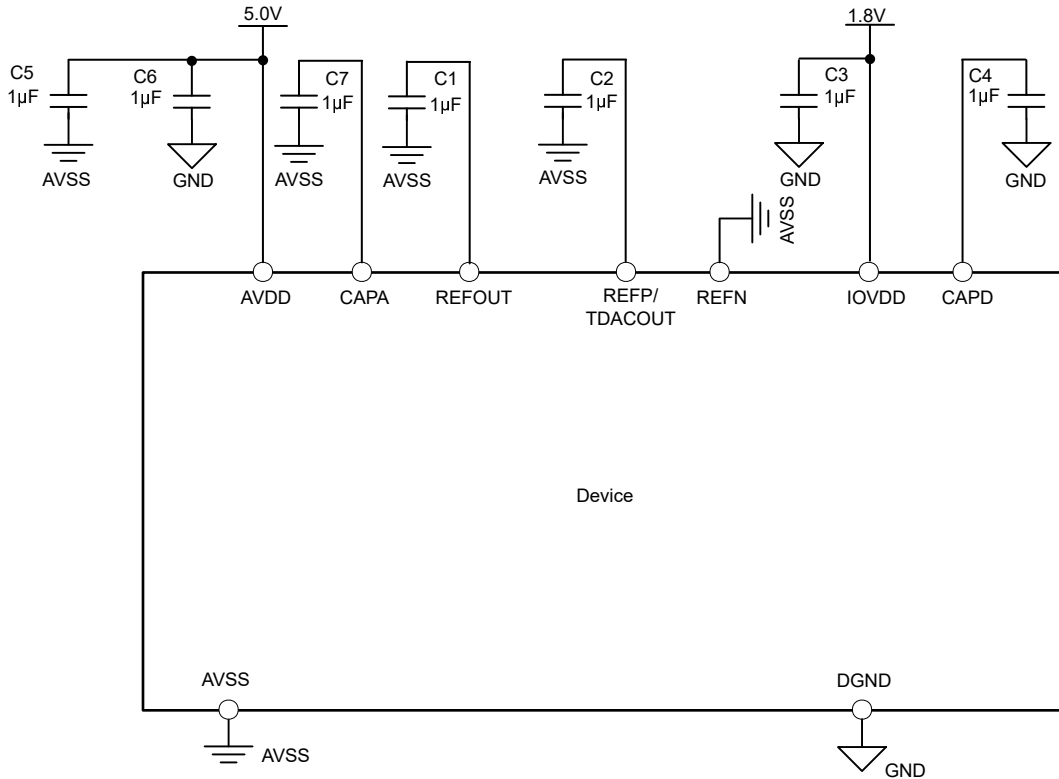 5.0V
1.8V
C5
1µF
C6
1µF
C7
1µF
C1
1µF
C2
1µF
C3
1µF
C4
1µF
AVSS
GND
AVSS
AVSS
AVSS
GND
GND
AVSS
AVDD
CAPA
REFOUT
REFP/
TDACOUT
REFN
IOVDD
CAPD
Device
AVSS
DGND
AVSS
GND